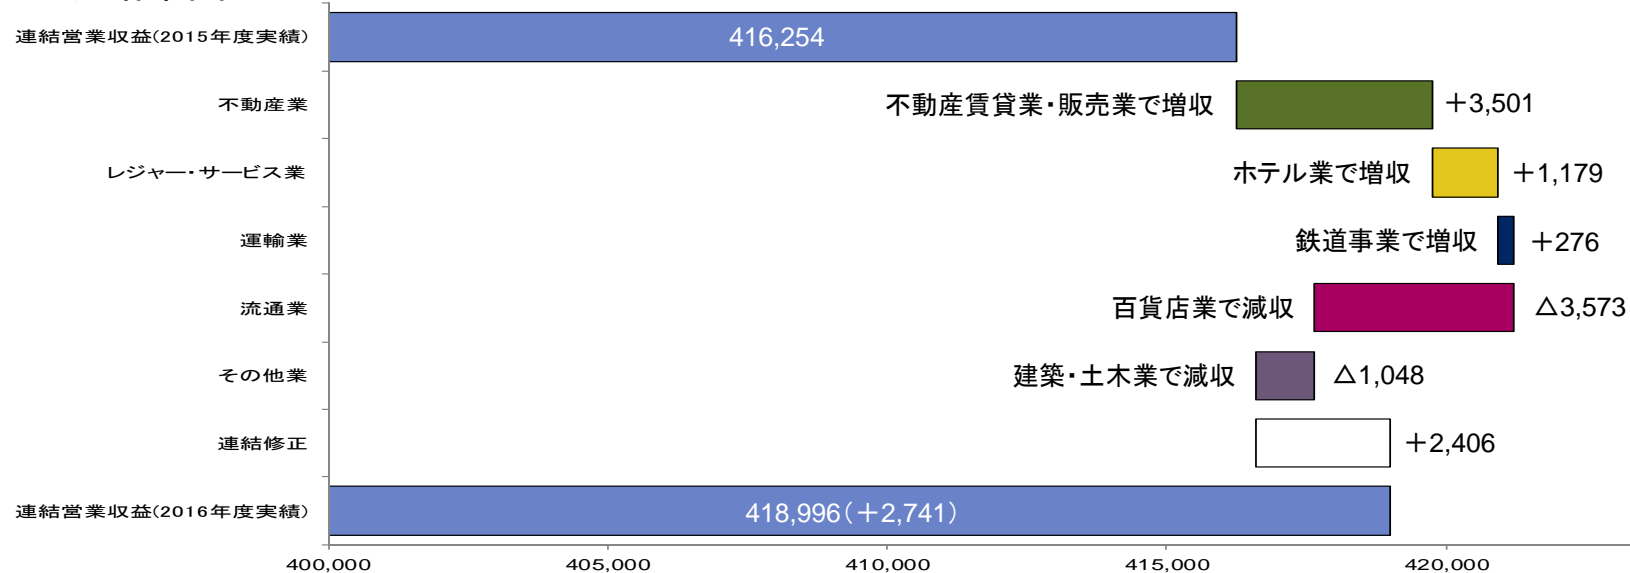 連結営業収益(2015年度実績)
416,254
不動産業
不動産賃貸業・販売業で増収
＋3,501
レジャー・サービス業
ホテル業で増収
＋1,179
運輸業
鉄道事業で増収
＋276
流通業
百貨店業で減収
△3,573
その他業
建築・土木業で減収
△1,048
連結修正
＋2,406
連結営業収益(2016年度実績)
418,996(＋2,741)
400,000
405,000
410,000
415,000
420,000